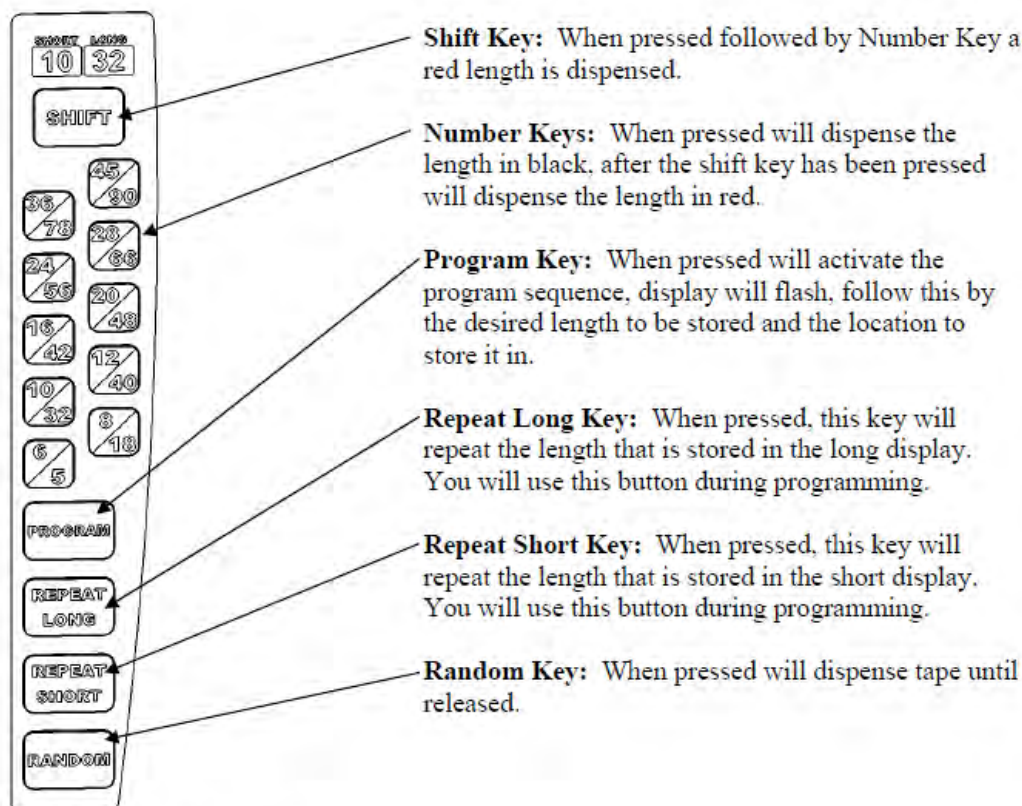 SHORT LONG
10 32
SHIFT
45/90
36/78
28/66
24/56
20/48
16/42
12/40
10/32
8/18
6/5
PROGRAM
REPEAT
LONG
REPEAT
SHORT
RANDOM
Shift Key: When pressed followed by Number Key a
red length is dispensed.
Number Keys: When pressed will dispense the
length in black, after the shift key has been pressed
will dispense the length in red.
Program Key: When pressed will activate the
program sequence, display will flash, follow this by
the desired length to be stored and the location to
store it in.
Repeat Long Key: When pressed, this key will
repeat the length that is stored in the long display.
You will use this button during programming.
Repeat Short Key: When pressed, this key will
repeat the length that is stored in the short display.
You will use this button during programming.
Random Key: When pressed will dispense tape until
released.